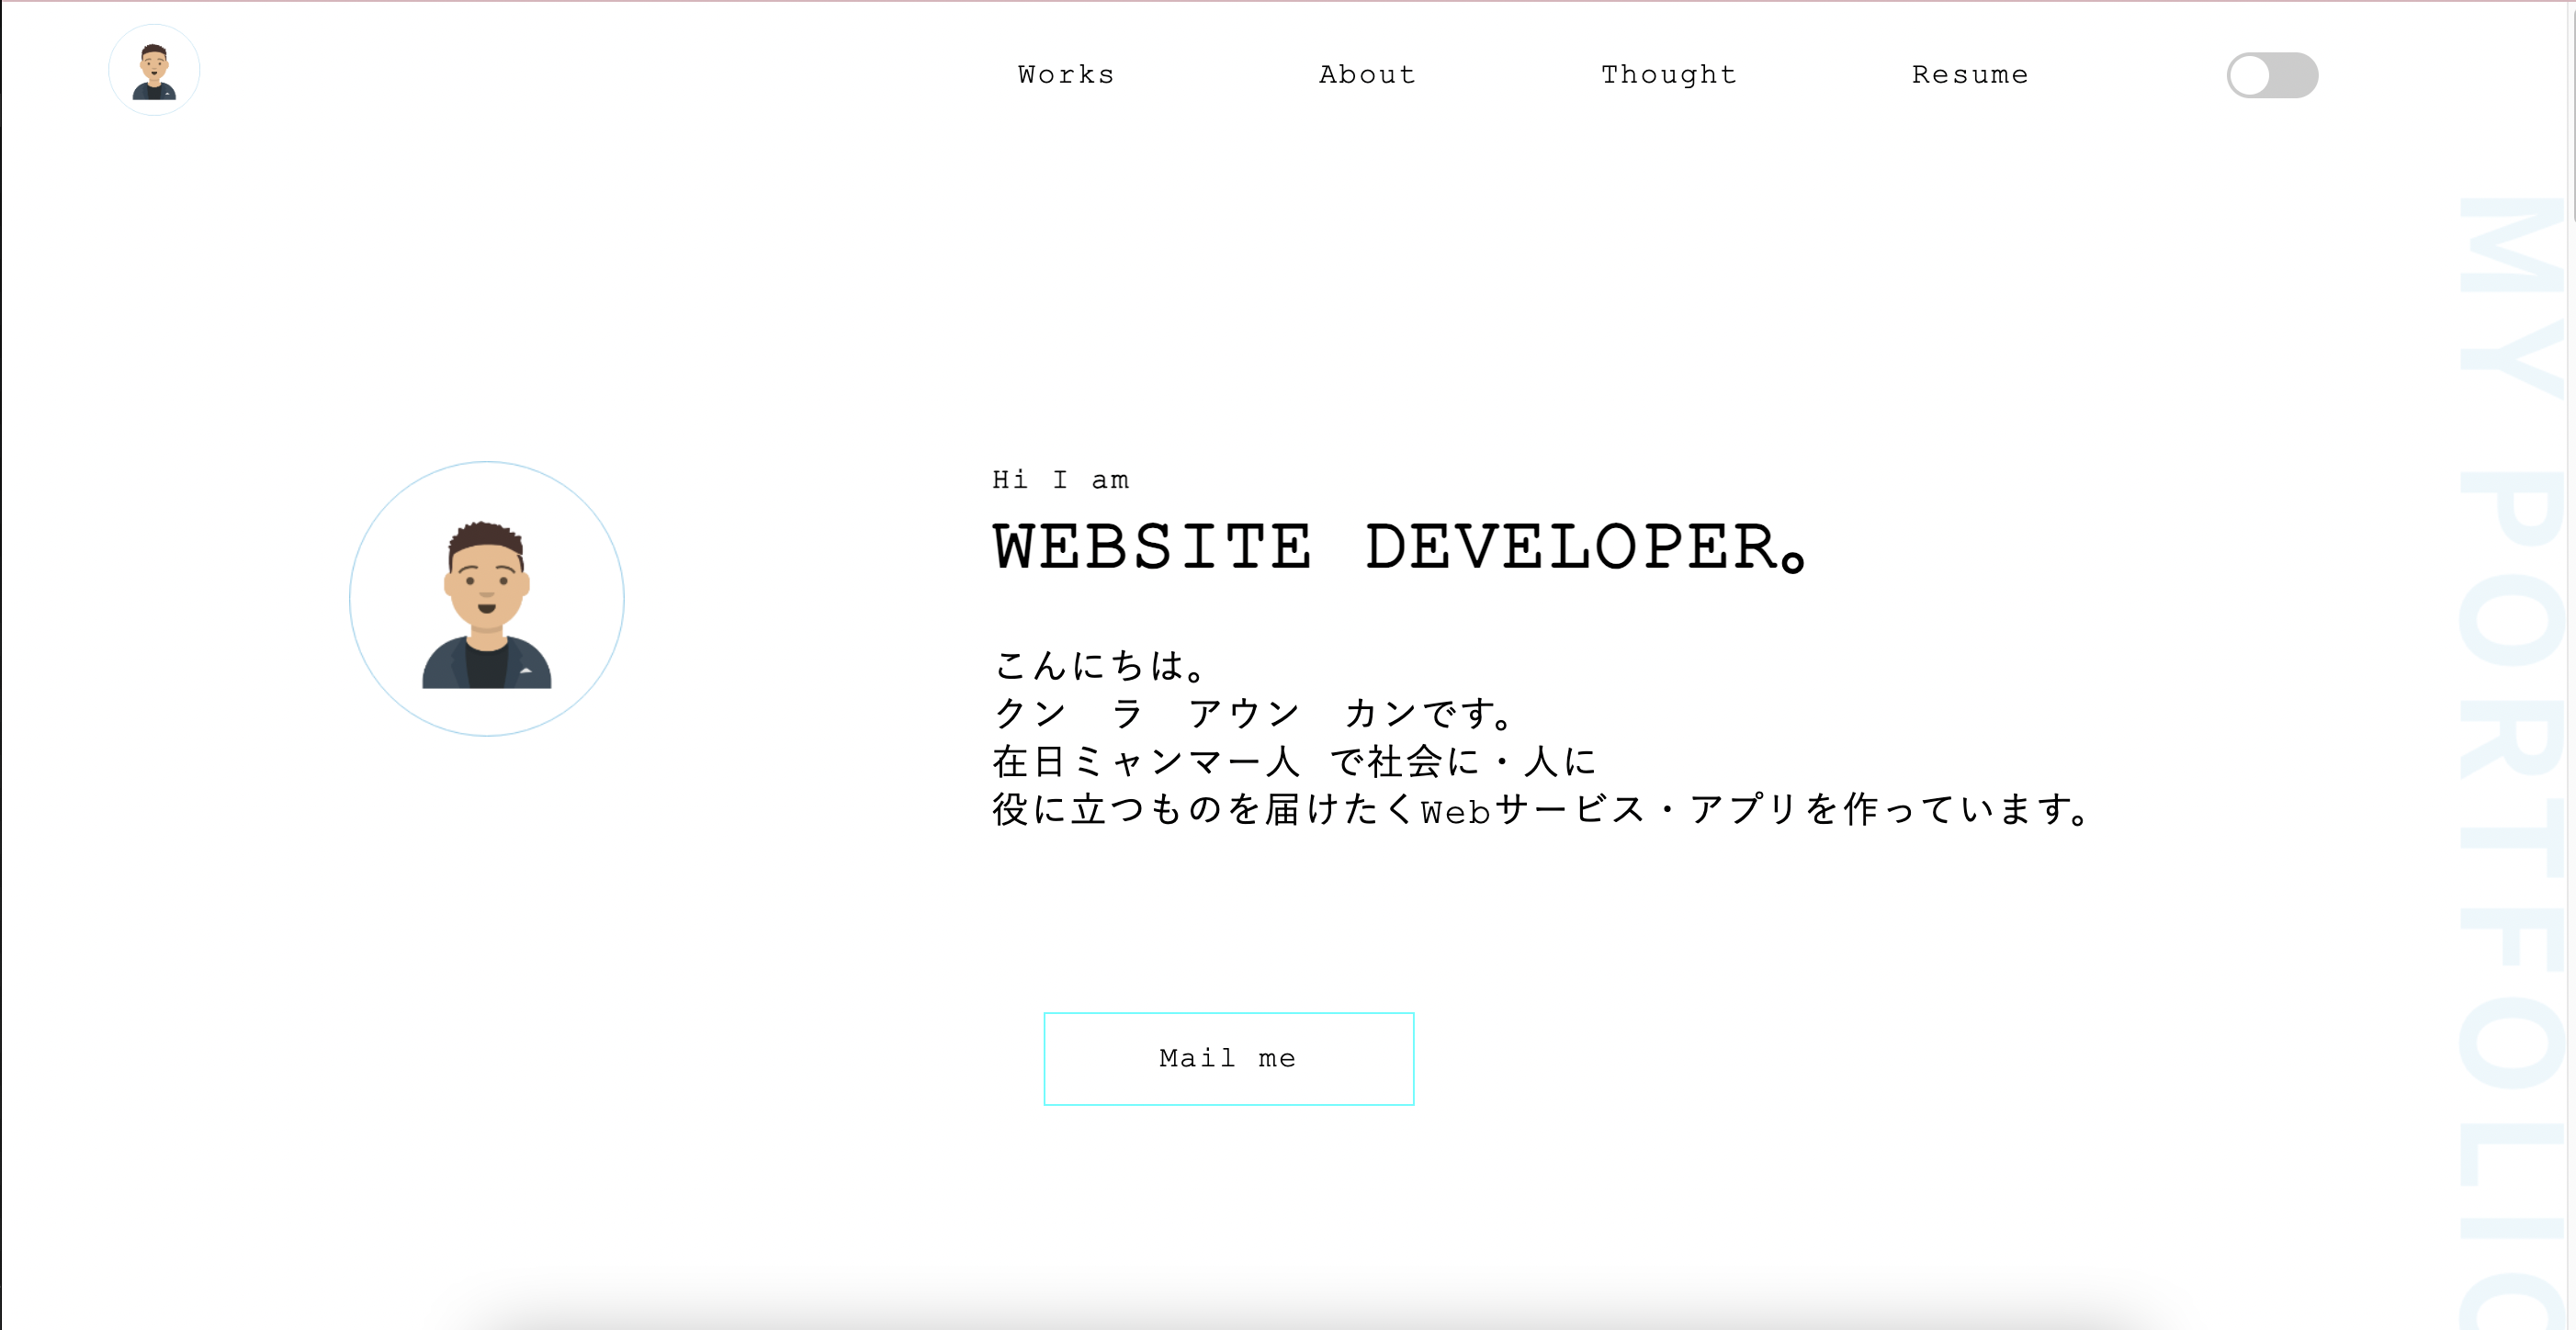 Works
About
Thought
Resume
Hi I am
WEBSITE DEVELOPER。
こんにちは。
クン　ラ　アウン　カンです。
在日ミャンマー人 で社会に・人に
役に立つものを届けたくWebサービス・アプリを作っています。
Mail me
MY PORTFOLIO